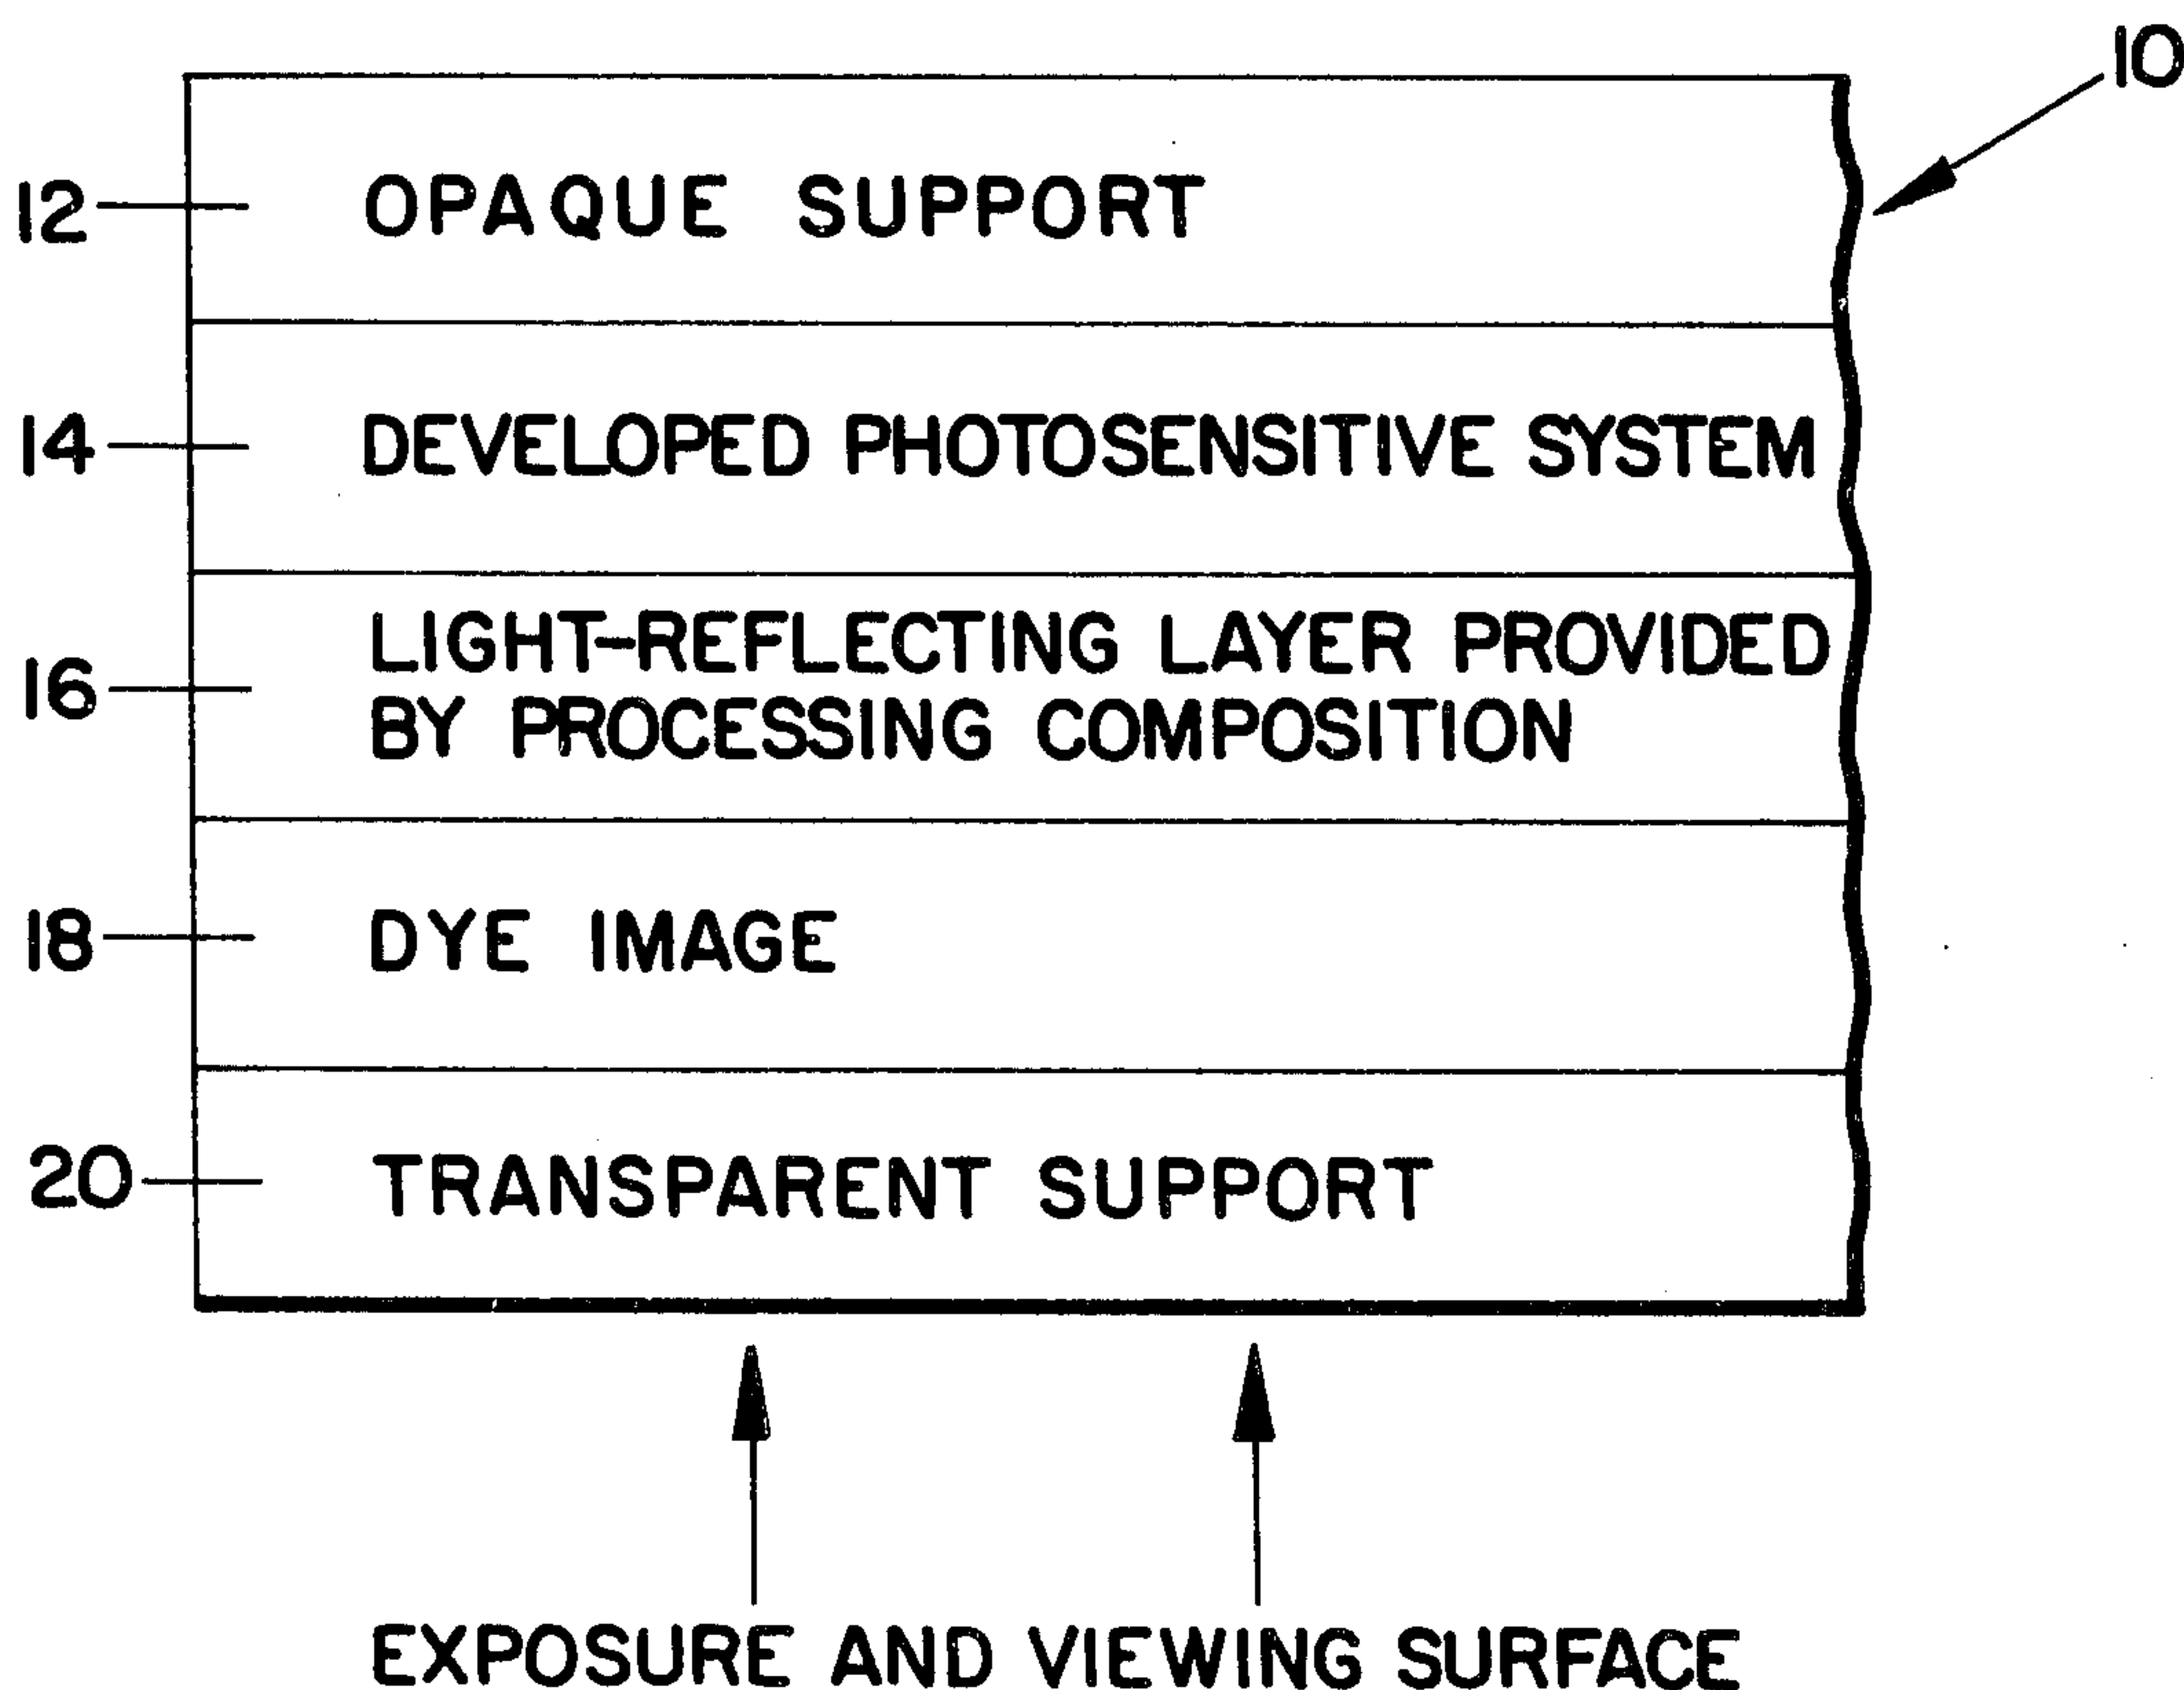 10
12 OPAQUE SUPPORT
14 DEVELOPED PHOTOSENSITIVE SYSTEM
16 LIGHT-REFLECTING LAYER PROVIDED
BY PROCESSING COMPOSITION
18 DYE IMAGE
20 TRANSPARENT SUPPORT
EXPOSURE AND VIEWING SURFACE